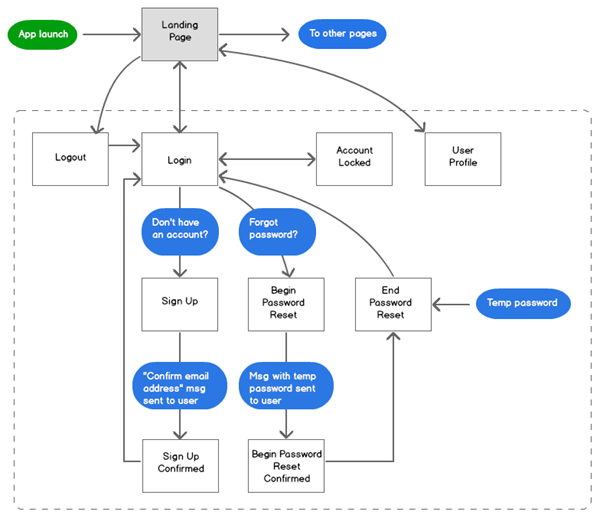 App launch
Landing
Page
To other pages
Logout
Login
Account
Locked
User
Profile
Don't have
an account?
Forgot
password?
Sign Up
Begin
Password
Reset
End
Password
Reset
Temp password
"Confirm email
address" msg
sent to user
Msg with temp
password sent
to user
Sign Up
Confirmed
Begin Password
Reset
Confirmed